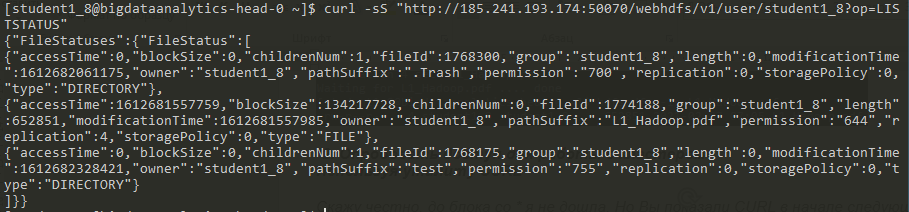 [student1_8@bigdataanalytics-head-0 ~]$ curl -sS "http://185.241.193.174:50070/webhdfs/v1/user/student1_8?op=LIS
TSTATUS"
{"FileStatuses":{"FileStatus":[
{"accessTime":0,"blockSize":0,"childrenNum":1,"fileId":1768300,"group":"student1_8","length":0,"modificationTime
":1612682061175,"owner":"student1_8","pathSuffix":".Trash","permission":"700","replication":0,"storagePolicy":0,
"type":"DIRECTORY"},
{"accessTime":1612681557759,"blockSize":134217728,"childrenNum":0,"fileId":1774188,"group":"student1_8","length"
:652851,"modificationTime":1612681557985,"owner":"student1_8","pathSuffix":"L1_Hadoop.pdf","permission":"644","r
eplication":4,"storagePolicy":0,"type":"FILE"},
{"accessTime":0,"blockSize":0,"childrenNum":1,"fileId":1768175,"group":"student1_8","length":0,"modificationTime
":1612682328421,"owner":"student1_8","pathSuffix":"test","permission":"755","replication":0,"storagePolicy":0,"t
ype":"DIRECTORY"}
]}}